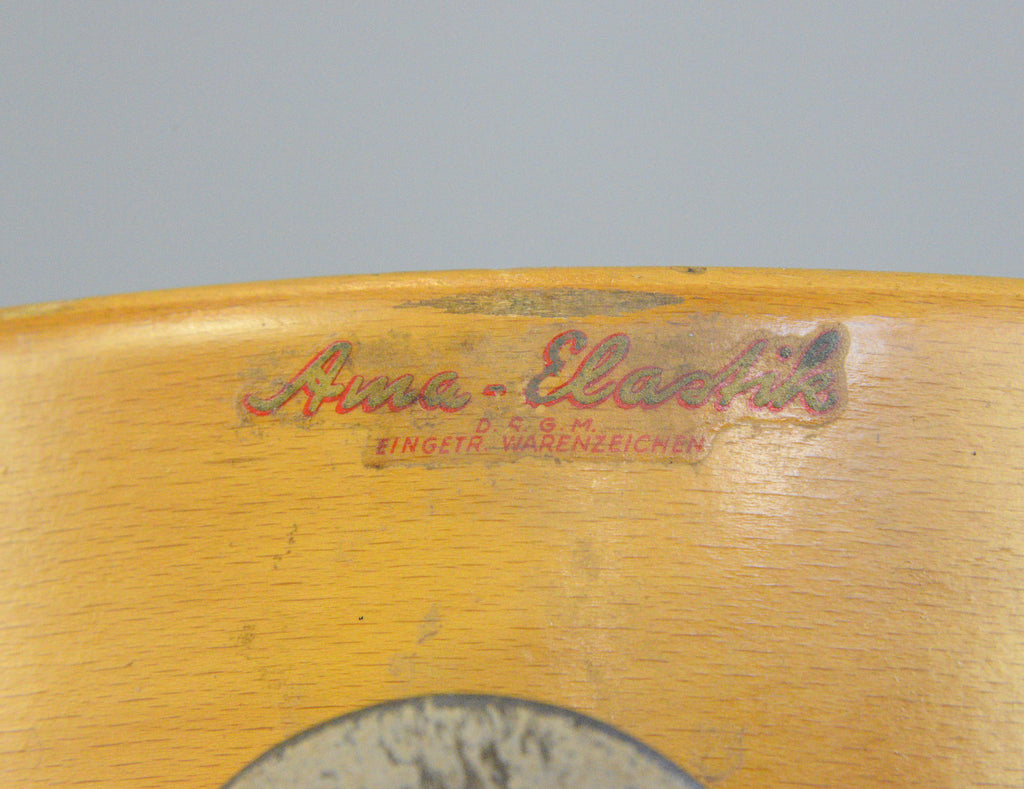 Ama - Elastik
D. R. G. M.
EINGETR. WARENZEICHEN